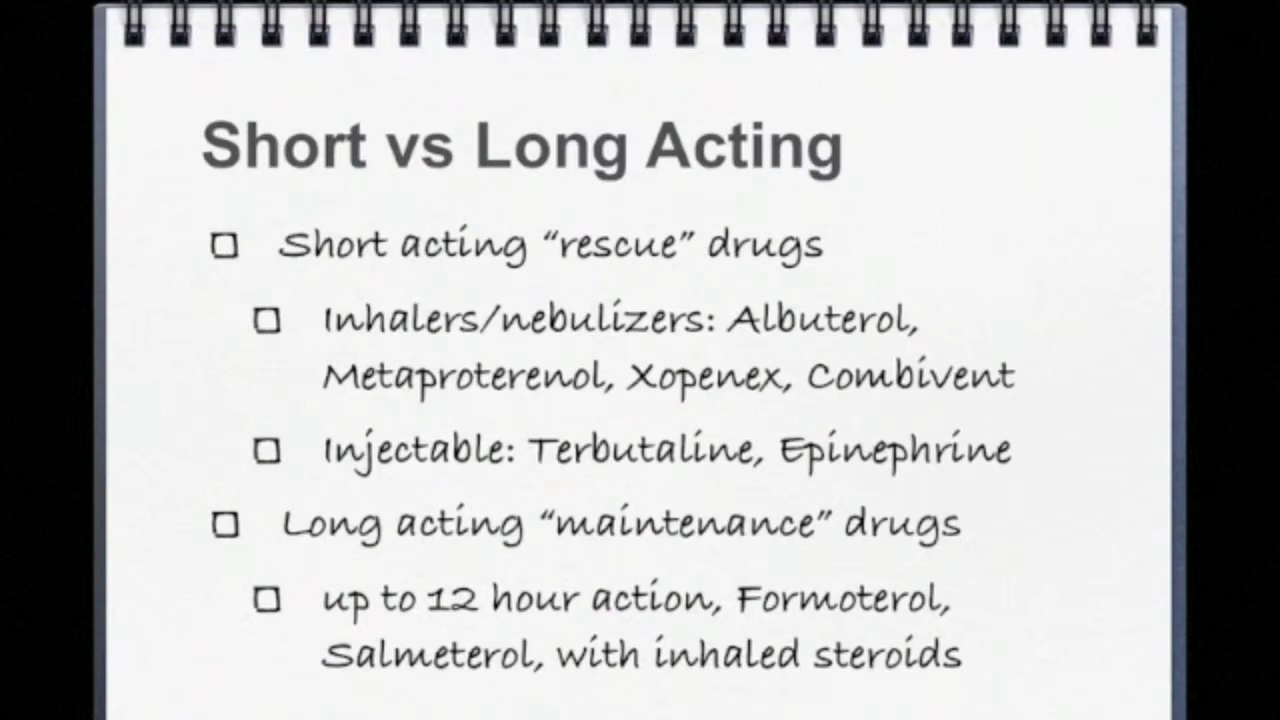 Short vs Long Acting
Short acting “rescue” drugs
Inhalers/nebulizers: Albuterol,
Metaproterenol, Xopenex, Combivent
Injectable: Terbutaline, Epinephrine
Long acting “maintenance” drugs
up to 12 hour action, Formoterol,
Salmeterol, with inhaled steroids